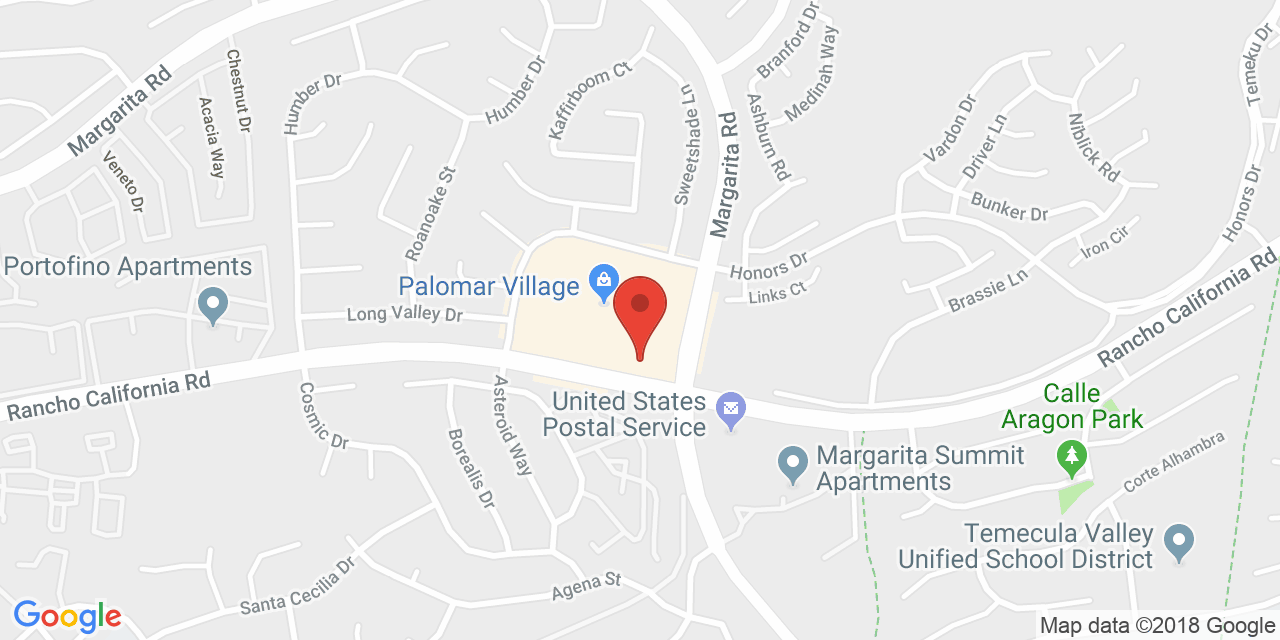 Margarita Rd
Chestnut Dr
Acacia Way
Veneto Dr
Humber Dr
Humber Dr
Kaffirboom Ct
Sweetshade Ln
Roanoake St
Margarita Rd
Branford Dr
Medinah Way
Ashburn Rd
Vardon Dr
Driver Ln
Niblick Rd
Temeku Dr
Bunker Dr
Iron Cir
Honors Dr
Honors Dr
Links Ct
Brassie Ln
Rancho California Rd
Portofino Apartments
Palomar Village
Long Valley Dr
Rancho California Rd
Cosmic Dr
Asteroid Way
Borealis Dr
United States
Postal Service
Calle
Aragon Park
Margarita Summit
Apartments
Corte Alhambra
Temecula Valley
Unified School District
Santa Cecilia Dr
Agena St
Google
Map data ©2018 Google